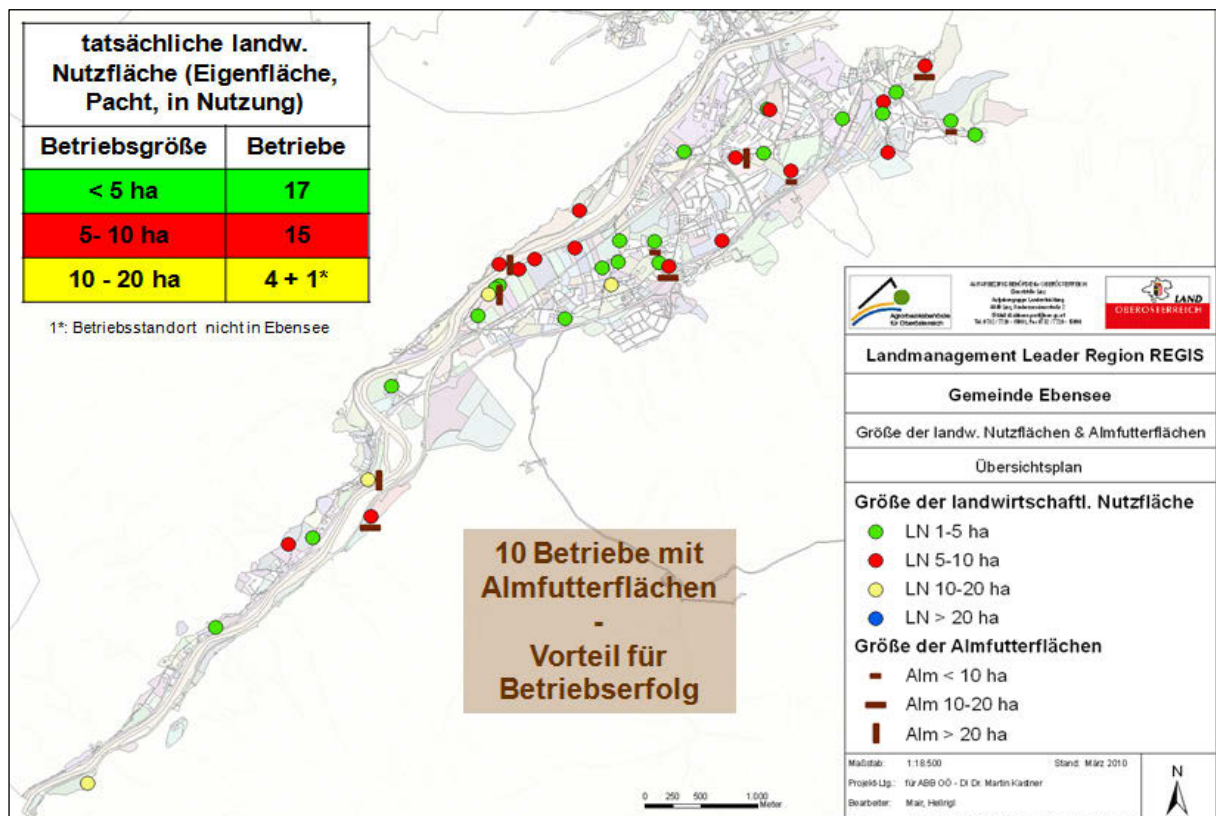 tatsächliche landw.
Nutzfläche (Eigenfläche,
Pacht, in Nutzung)
Betriebsgröße Betriebe
< 5 ha 17
5- 10 ha 15
10 - 20 ha 4 + 1*
1*: Betriebsstandort nicht in Ebensee
10 Betriebe mit
Almfutterflächen
-
Vorteil für
Betriebserfolg
Agrarbezirksbehörde
für Oberösterreich
LAND
OBERÖSTERREICH
Landmanagement Leader Region REGIS
Gemeinde Ebensee
Größe der landw. Nutzflächen & Almfutterflächen
Übersichtsplan
Größe der landwirtschaftl. Nutzfläche
LN 1-5 ha
LN 5-10 ha
LN 10-20 ha
LN > 20 ha
Größe der Almfutterflächen
Alm < 10 ha
Alm 10-20 ha
Alm > 20 ha
Maßstab: 1:18.500 Stand: März 2010
Projekt-Ltg.: für ABB OÖ - DI Dr. Martin Kastner
Bearbeiter: Mair, Hellrigl
N
0 250 500 1.000
Meter